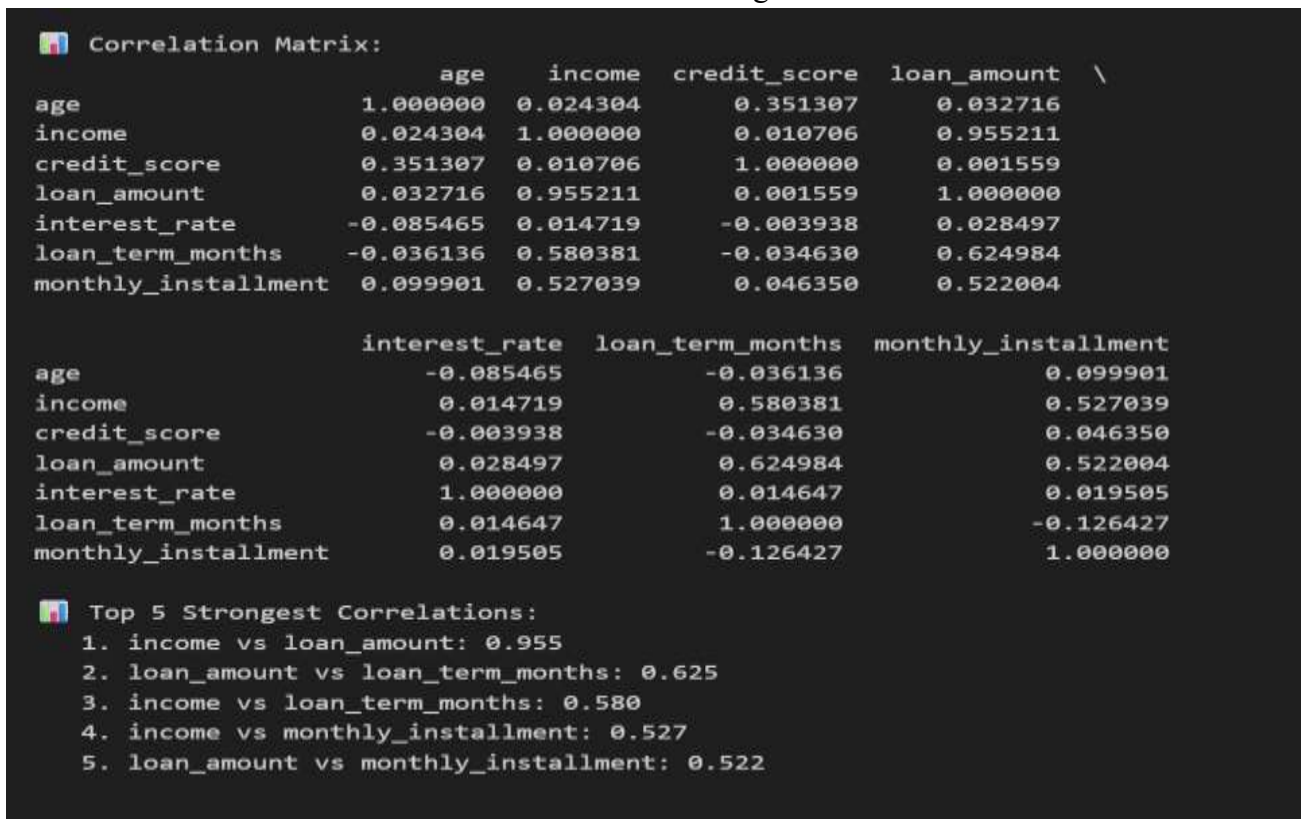 📊 Correlation Matrix:
age income credit_score loan_amount \
age 1.000000 0.024304 0.351307 0.032716
income 0.024304 1.000000 0.010706 0.955211
credit_score 0.351307 0.010706 1.000000 0.001559
loan_amount 0.032716 0.955211 0.001559 1.000000
interest_rate -0.085465 0.014719 -0.003938 0.028497
loan_term_months -0.036136 0.580381 -0.034630 0.624984
monthly_installment 0.099901 0.527039 0.046350 0.522004
interest_rate loan_term_months monthly_installment
age -0.085465 -0.036136 0.099901
income 0.014719 0.580381 0.527039
credit_score -0.003938 -0.034630 0.046350
loan_amount 0.028497 0.624984 0.522004
interest_rate 1.000000 0.014647 0.019505
loan_term_months 0.014647 1.000000 -0.126427
monthly_installment 0.019505 -0.126427 1.000000
📊 Top 5 Strongest Correlations:
1. income vs loan_amount: 0.955
2. loan_amount vs loan_term_months: 0.625
3. income vs loan_term_months: 0.580
4. income vs monthly_installment: 0.527
5. loan_amount vs monthly_installment: 0.522